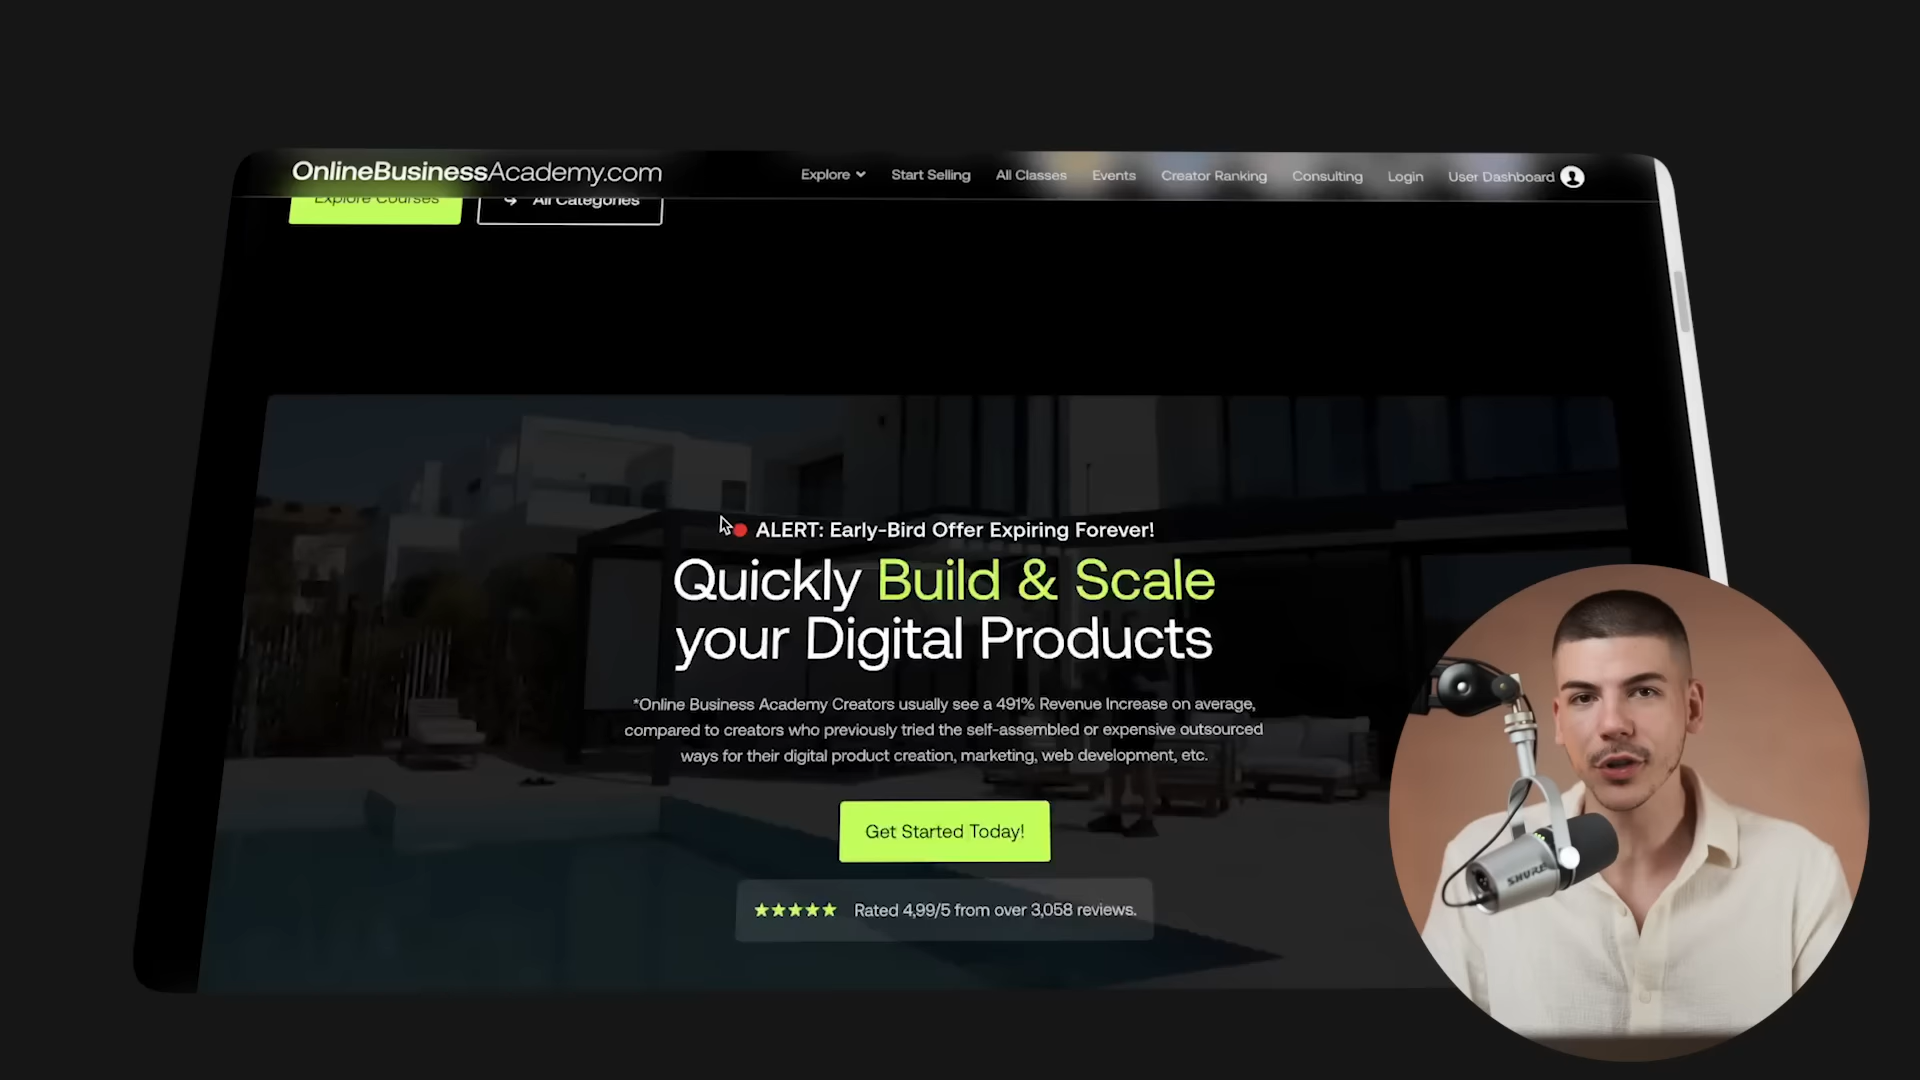 OnlineBusinessAcademy.com
Explore
Start Selling
All Classes
Events
Creator Ranking
Consulting
Login
User Dashboard
Explore Courses
All Categories
ALERT: Early-Bird Offer Expiring Forever!
Quickly Build & Scale
your Digital Products
*Online Business Academy Creators usually see a 491% Revenue Increase on average,
compared to creators who previously tried the self-assembled or expensive outsourced
ways for their digital product creation, marketing, web development, etc.
Get Started Today!
Rated 4,99/5 from over 3,058 reviews.
SHURE